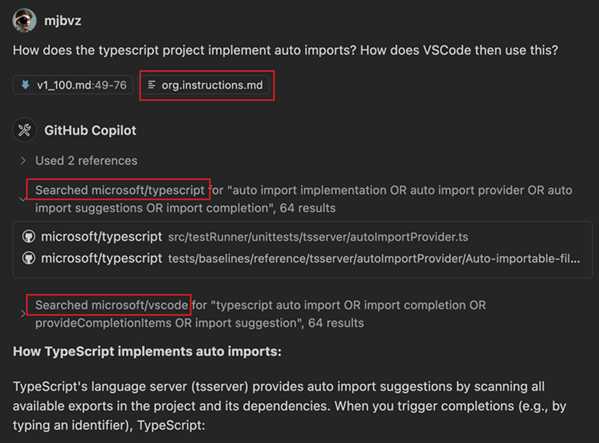 mjbvz
How does the typescript project implement auto imports? How does VSCode then use this?
v1_100.md:49-76 org.instructions.md
GitHub Copilot
Used 2 references
Searched microsoft/typescript for "auto import implementation OR auto import provider OR auto
import suggestions OR import completion", 64 results
microsoft/typescript src/testRunner/unittests/tsserver/autoImportProvider.ts
microsoft/typescript tests/baselines/reference/tsserver/autoImportProvider/Auto-importable-fil...
Searched microsoft/vscode for "typescript auto import OR import completion OR
provideCompletionItems OR import suggestion", 64 results
How TypeScript implements auto imports:
TypeScript's language server (tsserver) provides auto import suggestions by scanning all
available exports in the project and its dependencies. When you trigger completions (e.g., by
typing an identifier), TypeScript: